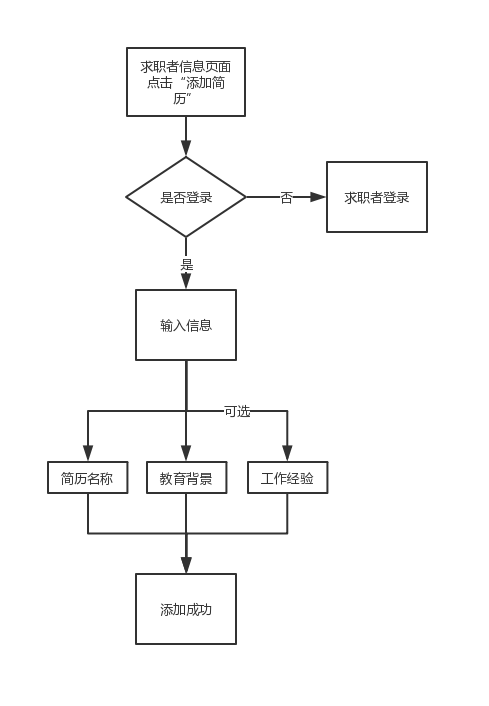 求职者信息页面
点击“添加简
历”
是否登录
否
求职者登录
是
输入信息
可选
简历名称
教育背景
工作经验
添加成功